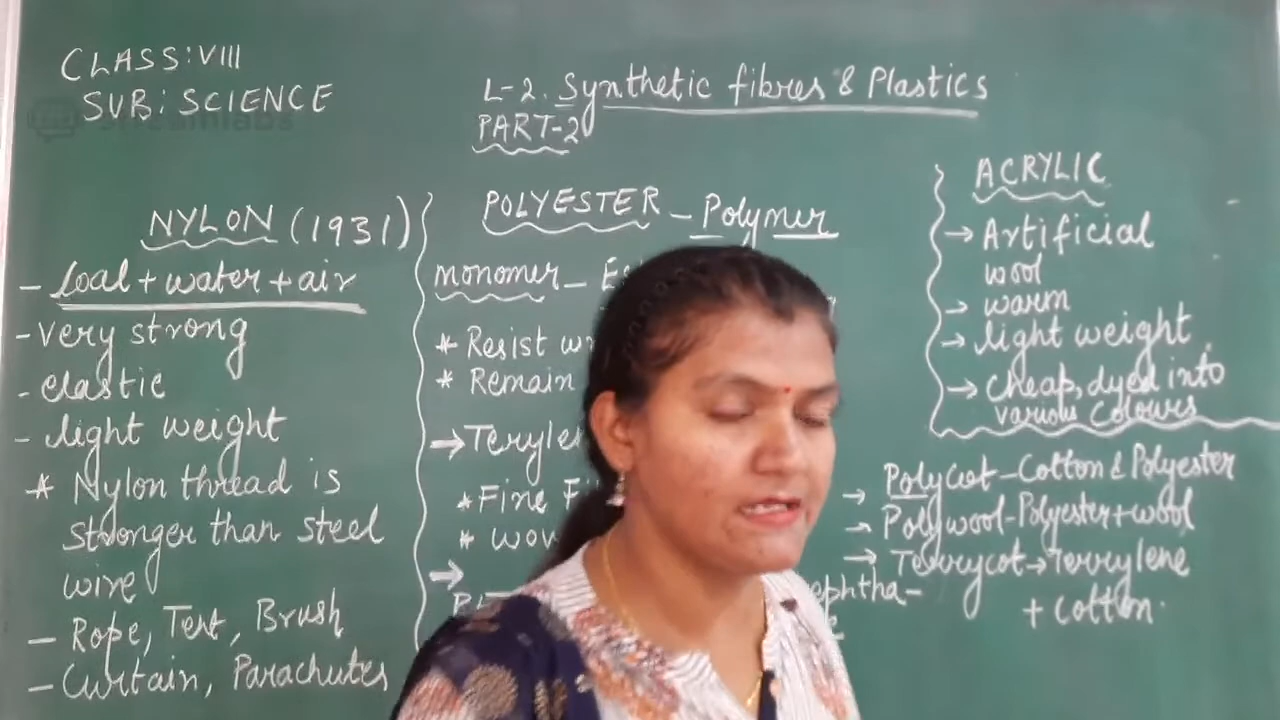 CLASS: VIII
SUB: SCIENCE
streamlabs
L-2. Synthetic fibres & Plastics
PART-2
NYLON (1931)
- Coal + water + air
- very strong
- elastic
- light weight
* Nylon thread is
stronger than steel
wire
- Rope, Tent, Brush
- Curtain, Parachutes
POLYESTER - Polymer
monomer -
* Resist
* Remain
→
* Fine
*
→
ephtha-
ACRYLIC
→ Artificial
wool
→ warm
→ light weight
→ Cheap, dyed into
various colours
→ Polycot - Cotton & Polyester
→ Polywool - Polyester + wool
→ Terrycot → Terrylene
+ cotton.